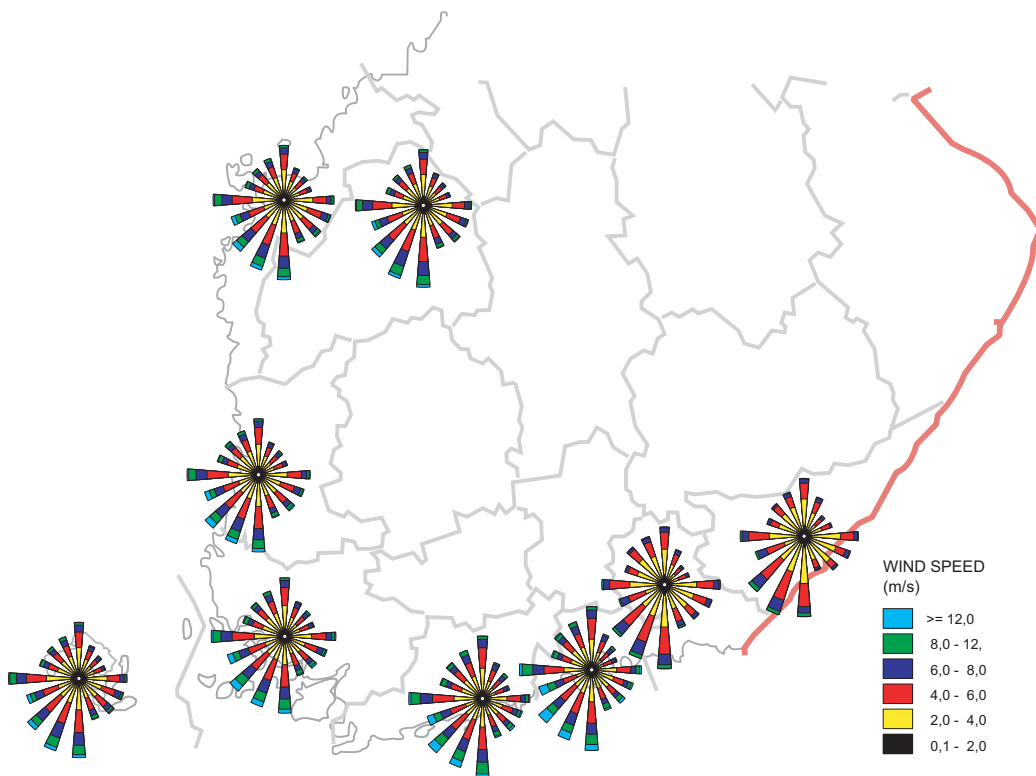 WIND SPEED
(m/s)
>= 12,0
8,0 - 12,
6,0 - 8,0
4,0 - 6,0
2,0 - 4,0
0,1 - 2,0